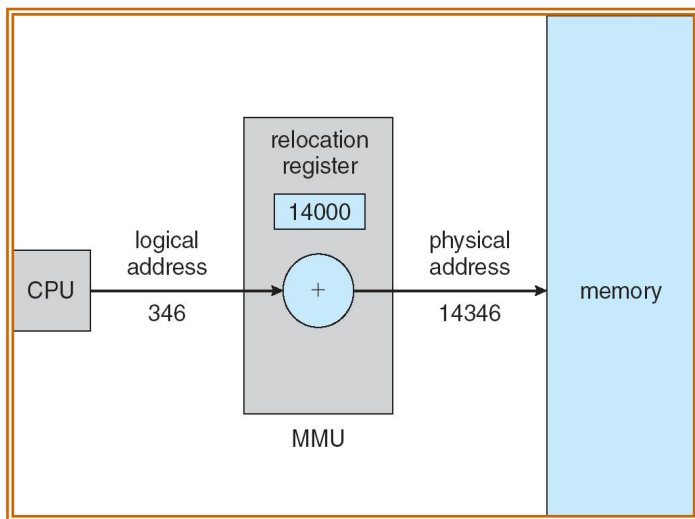 relocation
register
14000
logical
address
physical
address
CPU
+
memory
346
14346
MMU